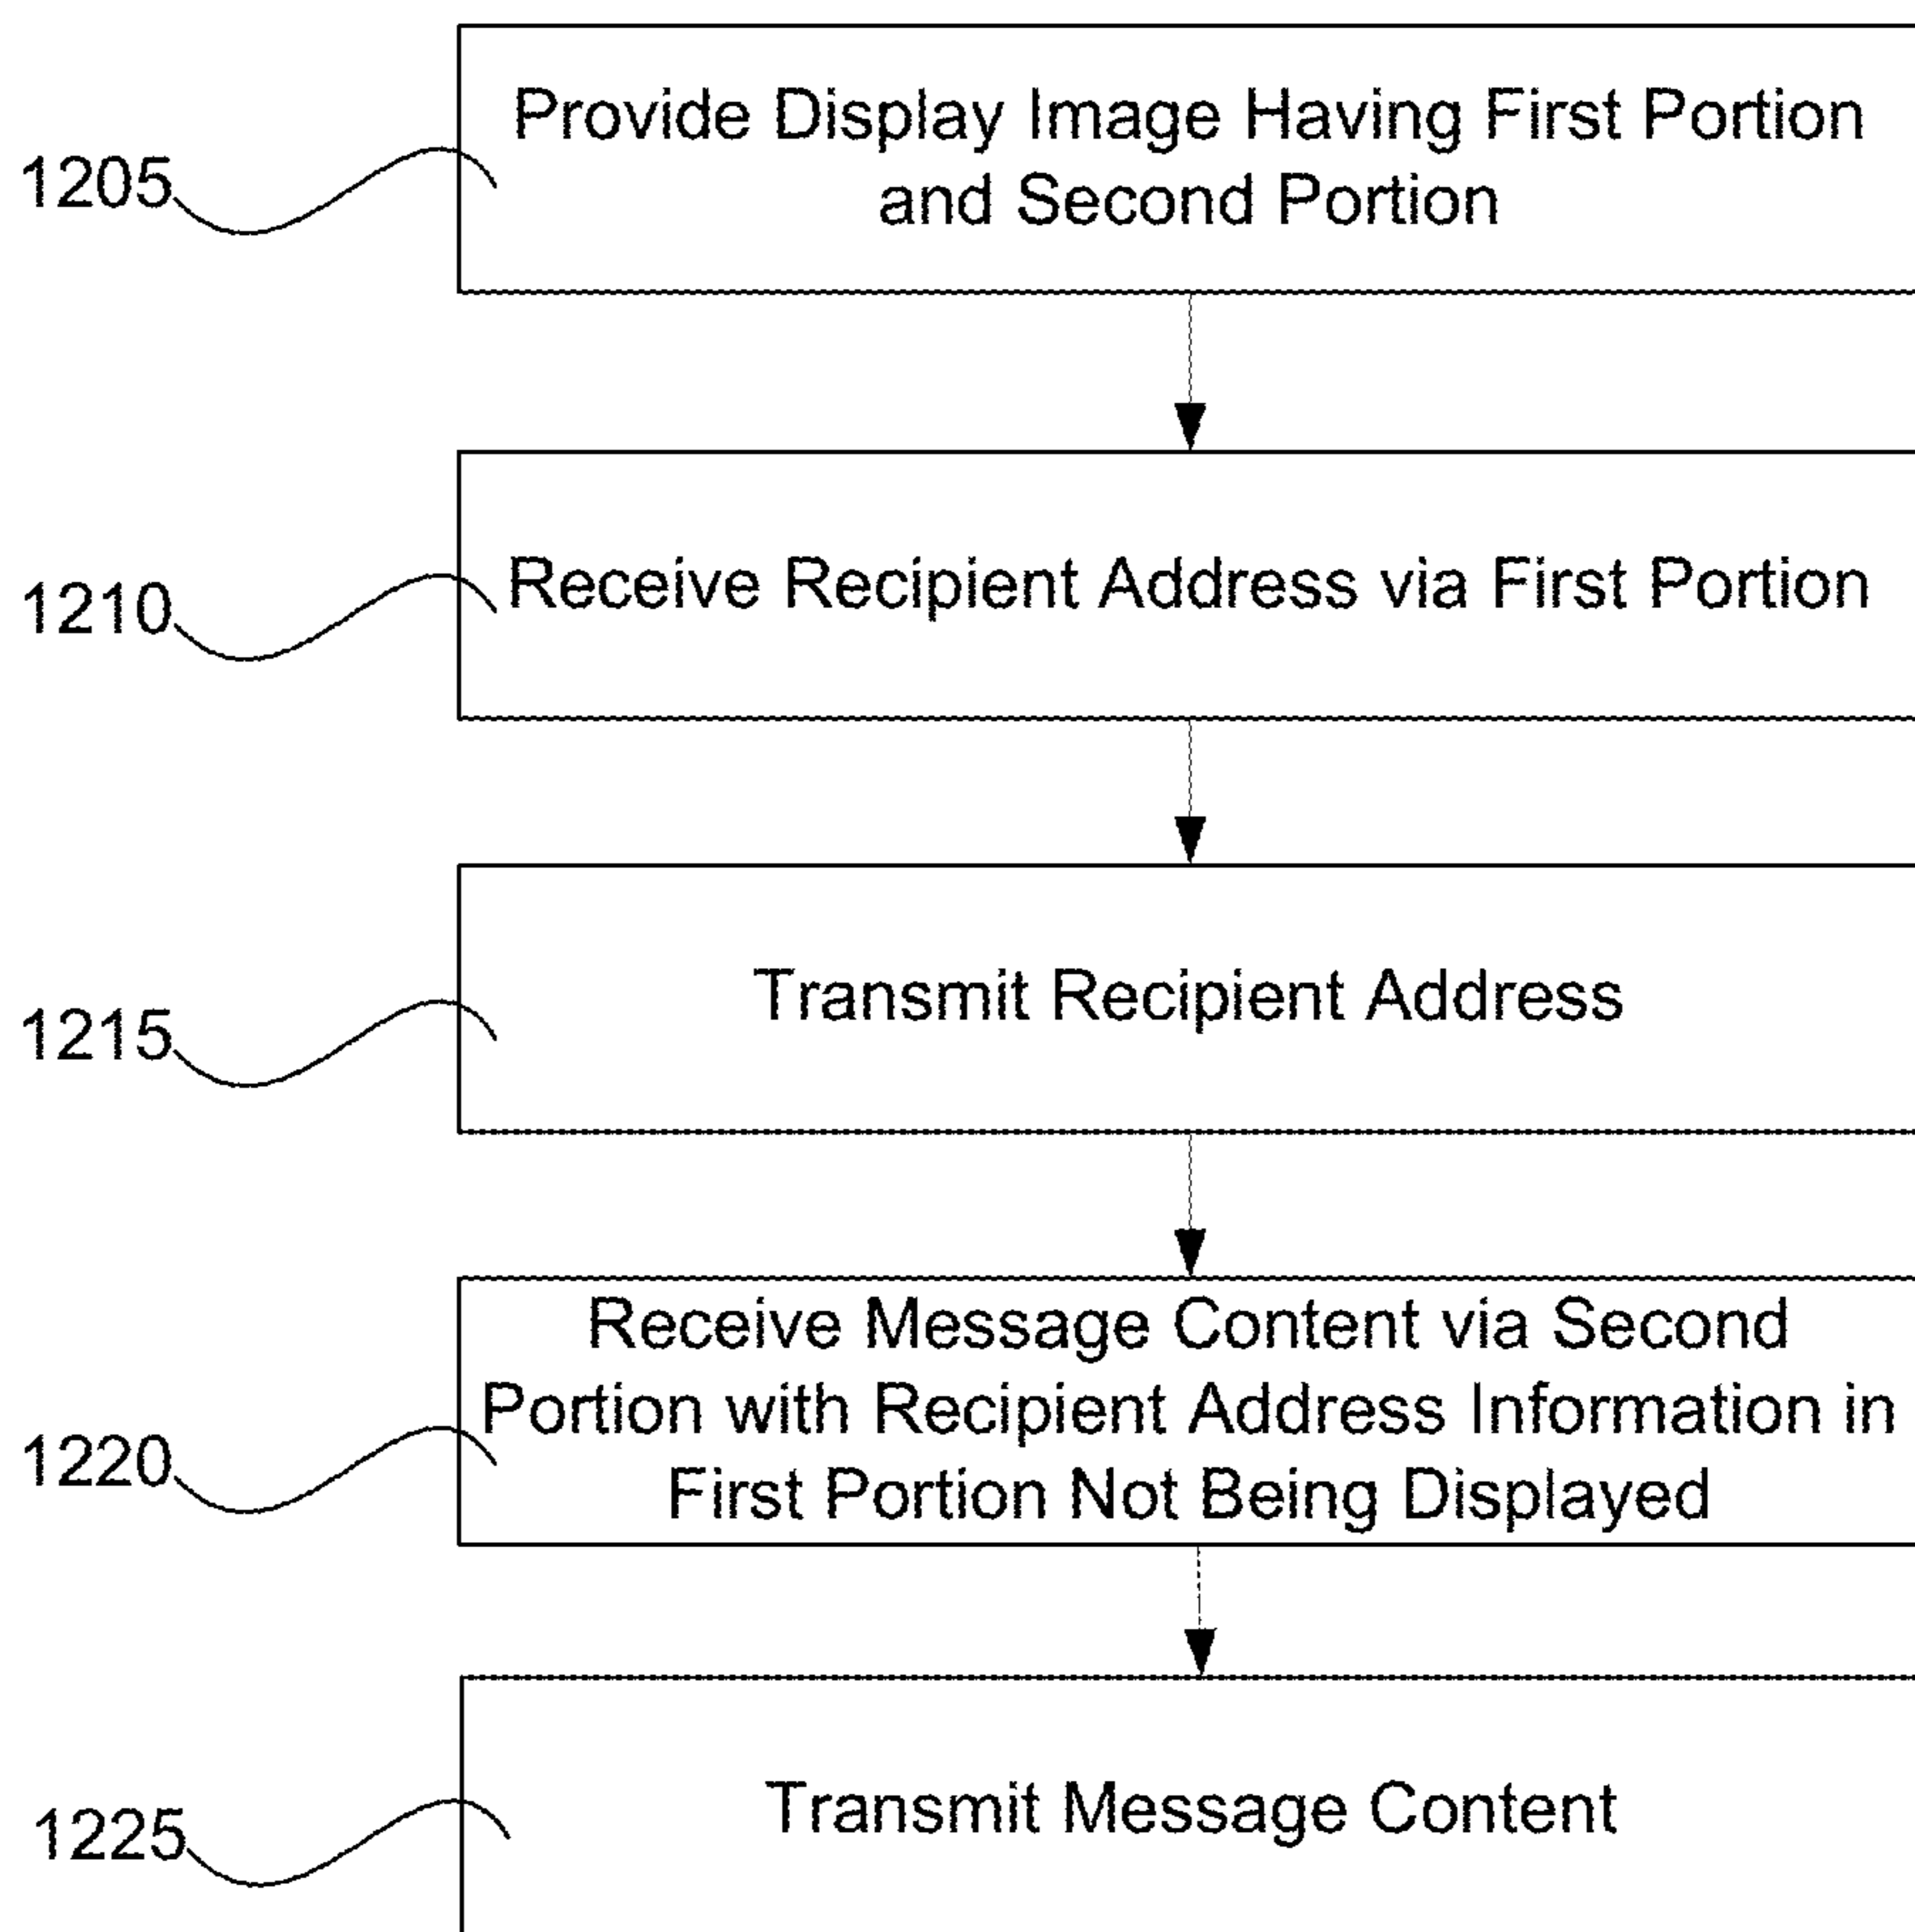 Provide Display Image Having First Portion
and Second Portion
1205
Receive Recipient Address via First Portion
1210
Transmit Recipient Address
1215
Receive Message Content via Second
Portion with Recipient Address Information in
First Portion Not Being Displayed
1220
Transmit Message Content
1225